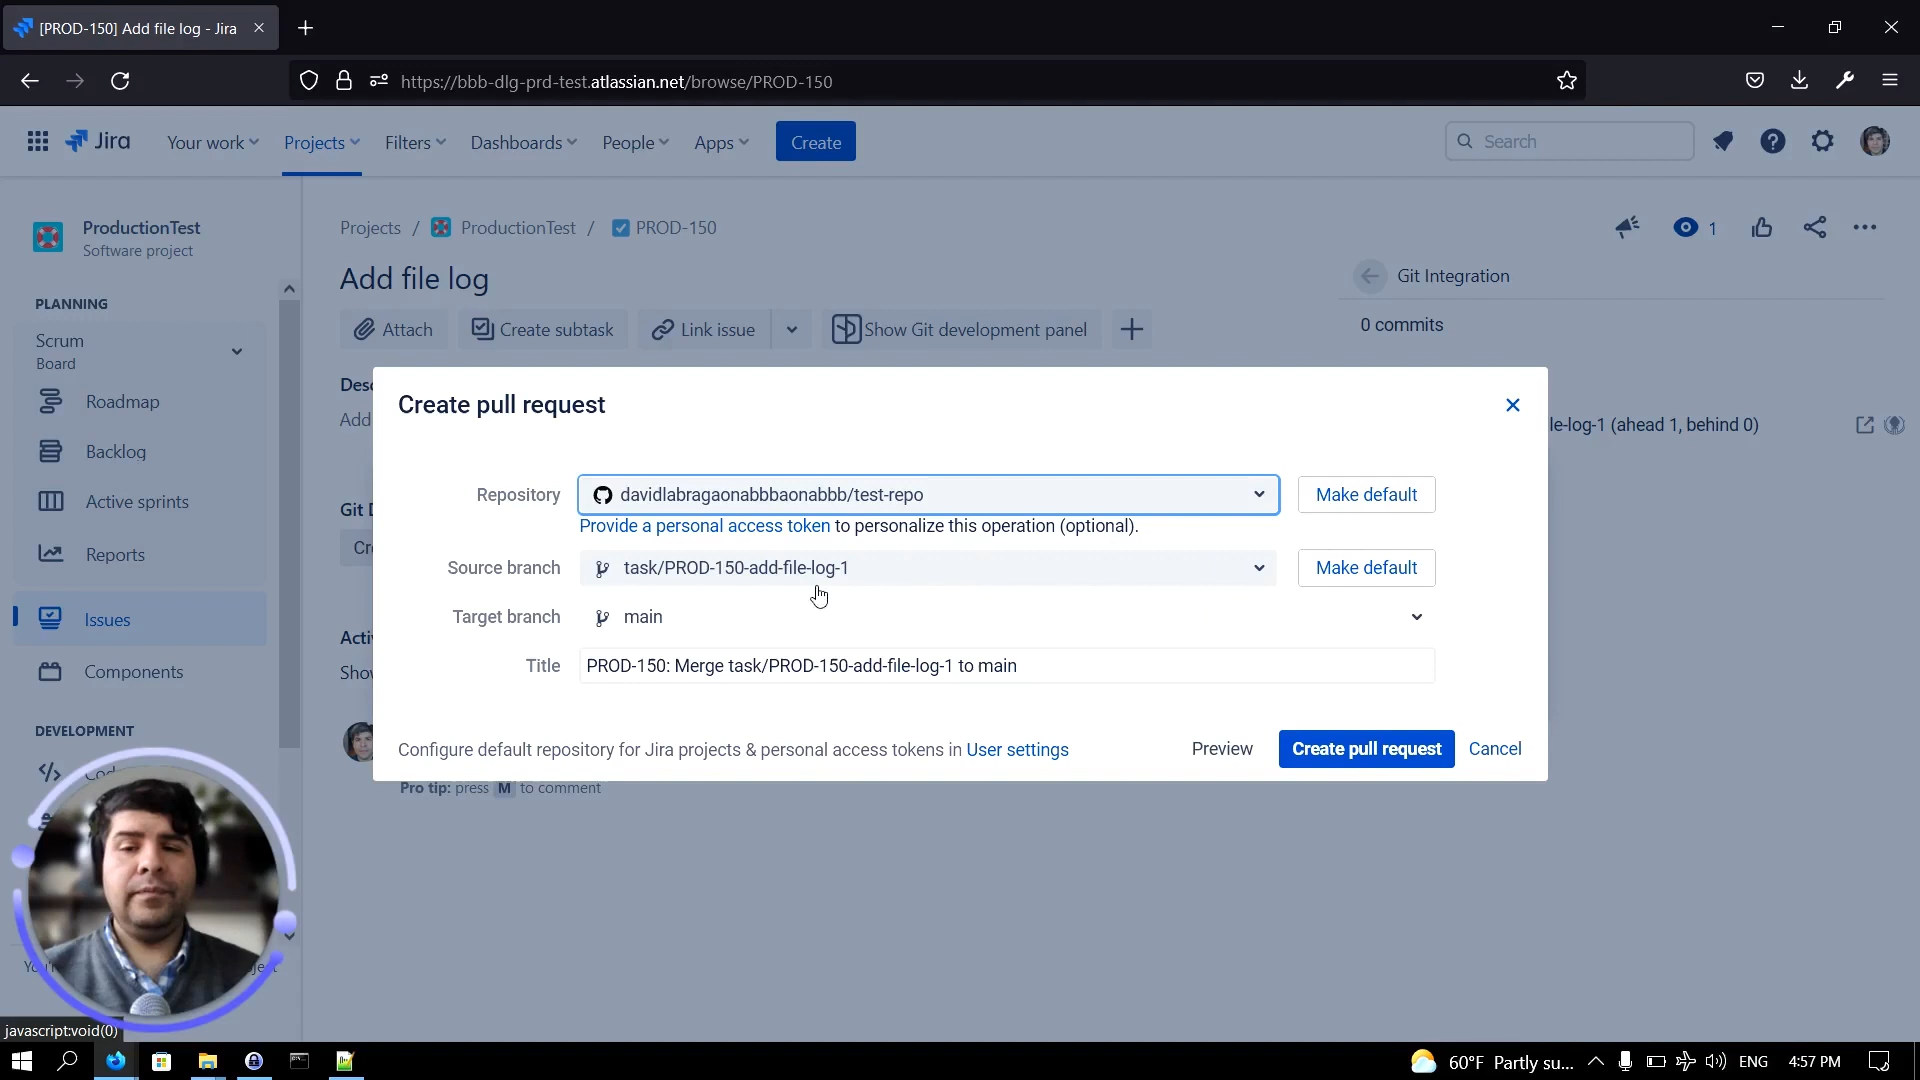 [PROD-150] Add file log - Jira
https://bbb-dlg-prd-test.atlassian.net/browse/PROD-150
Jira
Your work
Projects
Filters
Dashboards
People
Apps
Create
Search
ProductionTest
Software project
Projects / ProductionTest / PROD-150
1
Add file log
Git Integration
Attach
Create subtask
Link issue
Show Git development panel
0 commits
PLANNING
Scrum
Board
Roadmap
Backlog
Active sprints
Reports
Issues
Components
DEVELOPMENT
Add
Git D
Show
le-log-1 (ahead 1, behind 0)
Create pull request
Repository
davidlabragaonabbbaonabbb/test-repo
Make default
Provide a personal access token to personalize this operation (optional).
Source branch
task/PROD-150-add-file-log-1
Make default
Target branch
main
Title
PROD-150: Merge task/PROD-150-add-file-log-1 to main
Configure default repository for Jira projects & personal access tokens in User settings
Preview
Create pull request
Cancel
Pro tip: press M to comment
javascript:void(0)
60°F Partly su...
ENG
4:57 PM